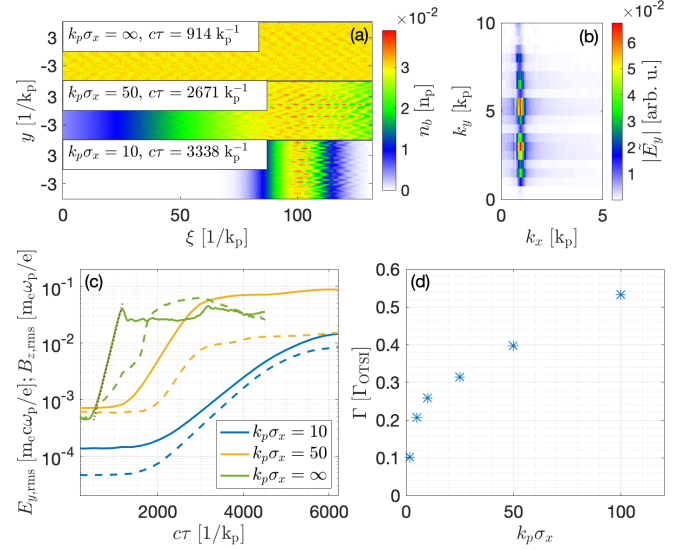 ×10⁻²
(a)
k_pσ_x = ∞, cτ = 914 k_p⁻¹
3
-3
k_pσ_x = 50, cτ = 2671 k_p⁻¹
3
-3
k_pσ_x = 10, cτ = 3338 k_p⁻¹
3
-3
y [1/k_p]
0 50 100
ξ [1/k_p]
3
2
1
0
n_b [n_p]
(b)
10
5
0
k_y [k_p]
0 5
k_x [k_p]
×10⁻²
6
4
2
|Ẽ_y| [arb. u.]
(c)
10⁻¹
10⁻²
10⁻³
10⁻⁴
E_y,rms [m_e cω_p/e]; B_z,rms [m_e ω_p/e]
k_pσ_x = 10
k_pσ_x = 50
k_pσ_x = ∞
2000 4000 6000
cτ [1/k_p]
(d)
0.6
0.5
0.4
0.3
0.2
0.1
0
Γ [Γ_OTSI]
0 50 100
k_pσ_x